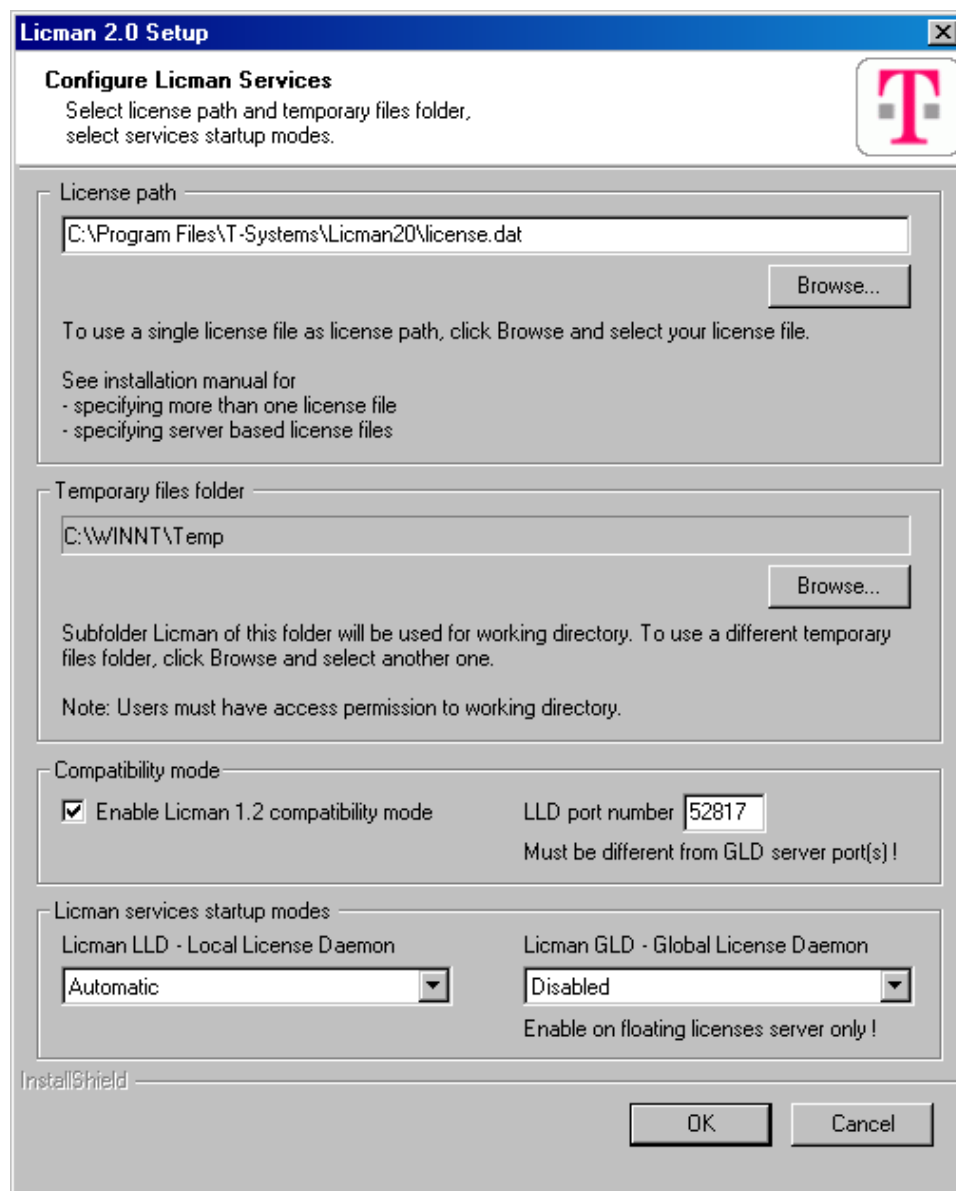 Licman 2.0 Setup
Configure Licman Services
Select license path and temporary files folder,
select services startup modes.
T
License path
C:\Program Files\T-Systems\Licman20\license.dat
Browse...
To use a single license file as license path, click Browse and select your license file.
See installation manual for
- specifying more than one license file
- specifying server based license files
Temporary files folder
C:\WINNT\Temp
Browse...
Subfolder Licman of this folder will be used for working directory. To use a different temporary
files folder, click Browse and select another one.
Note: Users must have access permission to working directory.
Compatibility mode
Enable Licman 1.2 compatibility mode
LLD port number 52817
Must be different from GLD server port(s) !
Licman services startup modes
Licman LLD - Local License Daemon
Automatic
Licman GLD - Global License Daemon
Disabled
Enable on floating licenses server only !
InstallShield
OK
Cancel